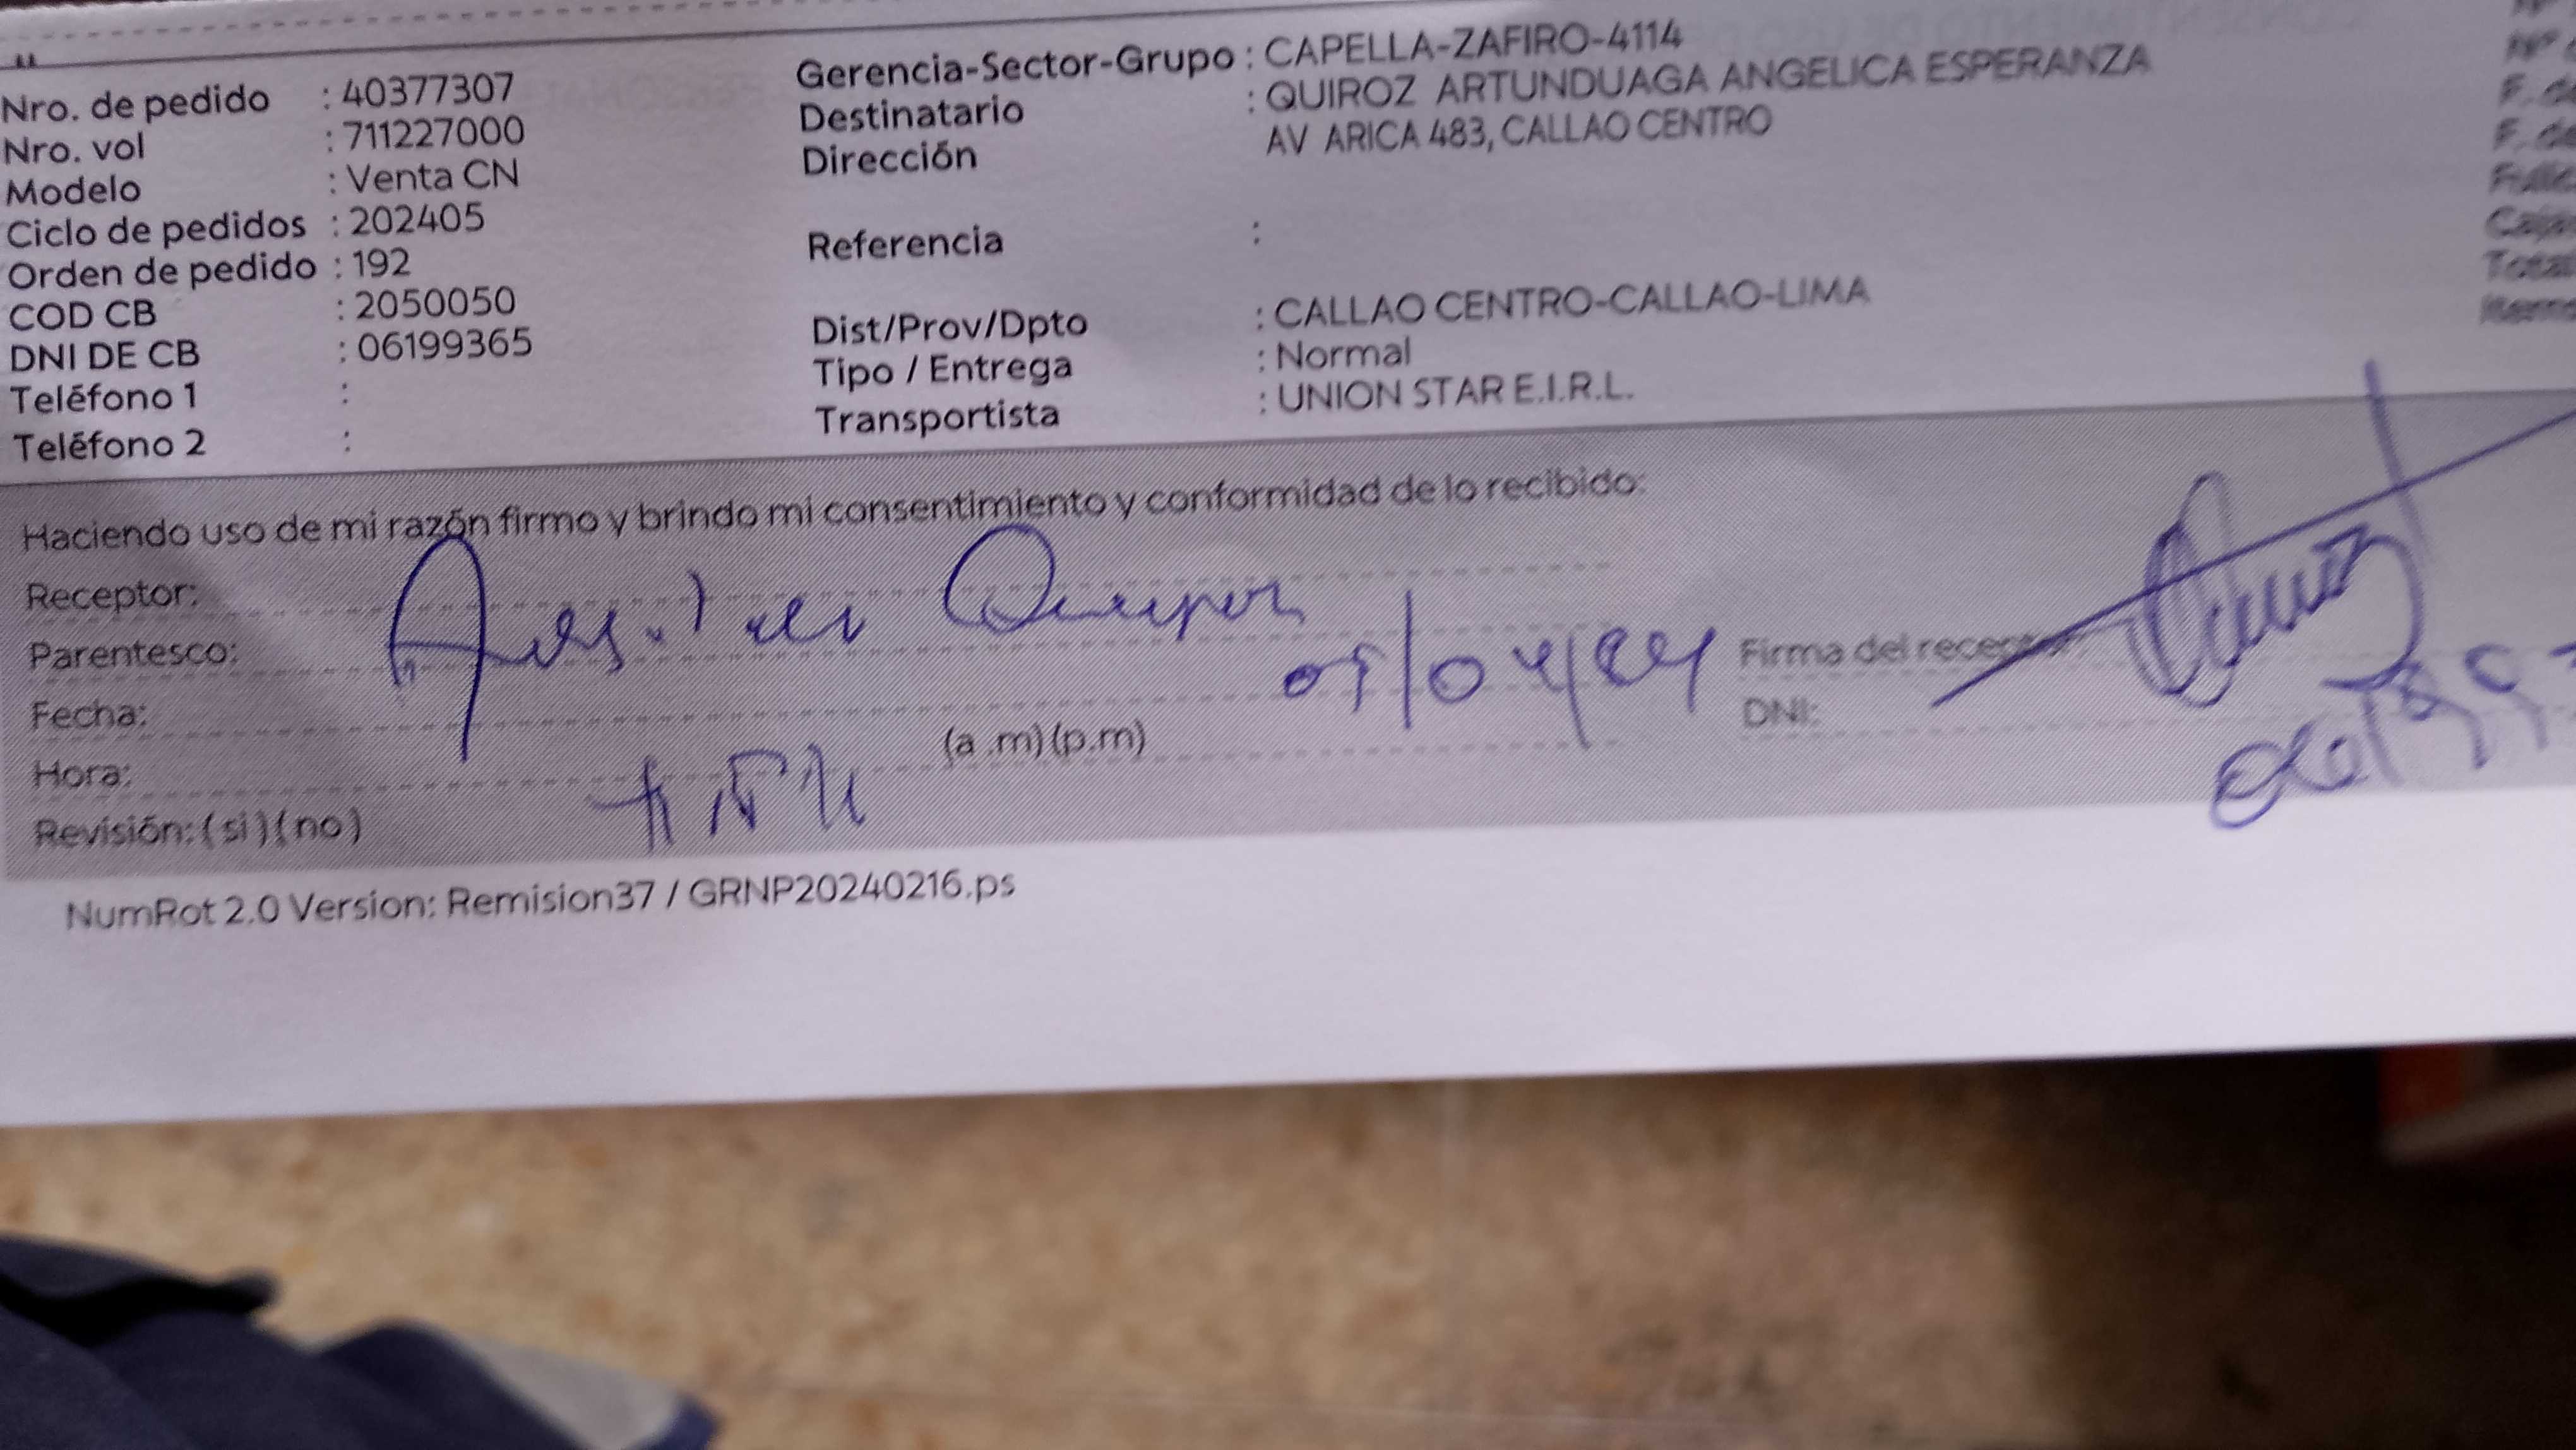 Nro. de pedido : 40377307
Nro. vol : 711227000
Modelo : Venta CN
Ciclo de pedidos : 202405
Orden de pedido : 192
COD CB : 2050050
DNI DE CB : 06199365
Teléfono 1 :
Teléfono 2 :
Gerencia-Sector-Grupo : CAPELLA-ZAFIRO-4114
Destinatario : QUIROZ ARTUNDUAGA ANGELICA ESPERANZA
Dirección AV ARICA 483, CALLAO CENTRO
Referencia :
Dist/Prov/Dpto : CALLAO CENTRO-CALLAO-LIMA
Tipo / Entrega : Normal
Transportista : UNION STAR E.I.R.L.
Haciendo uso de mi razón firmo y brindo mi consentimiento y conformidad de lo recibido:
Receptor:
Parentesco:
Fecha:
Hora: (a .m)(p.m)
Revisión: (si)(no)
Firma del receptor:
DNI:
NumRot 2.0 Version: Remision37 / GRNP20240216.ps